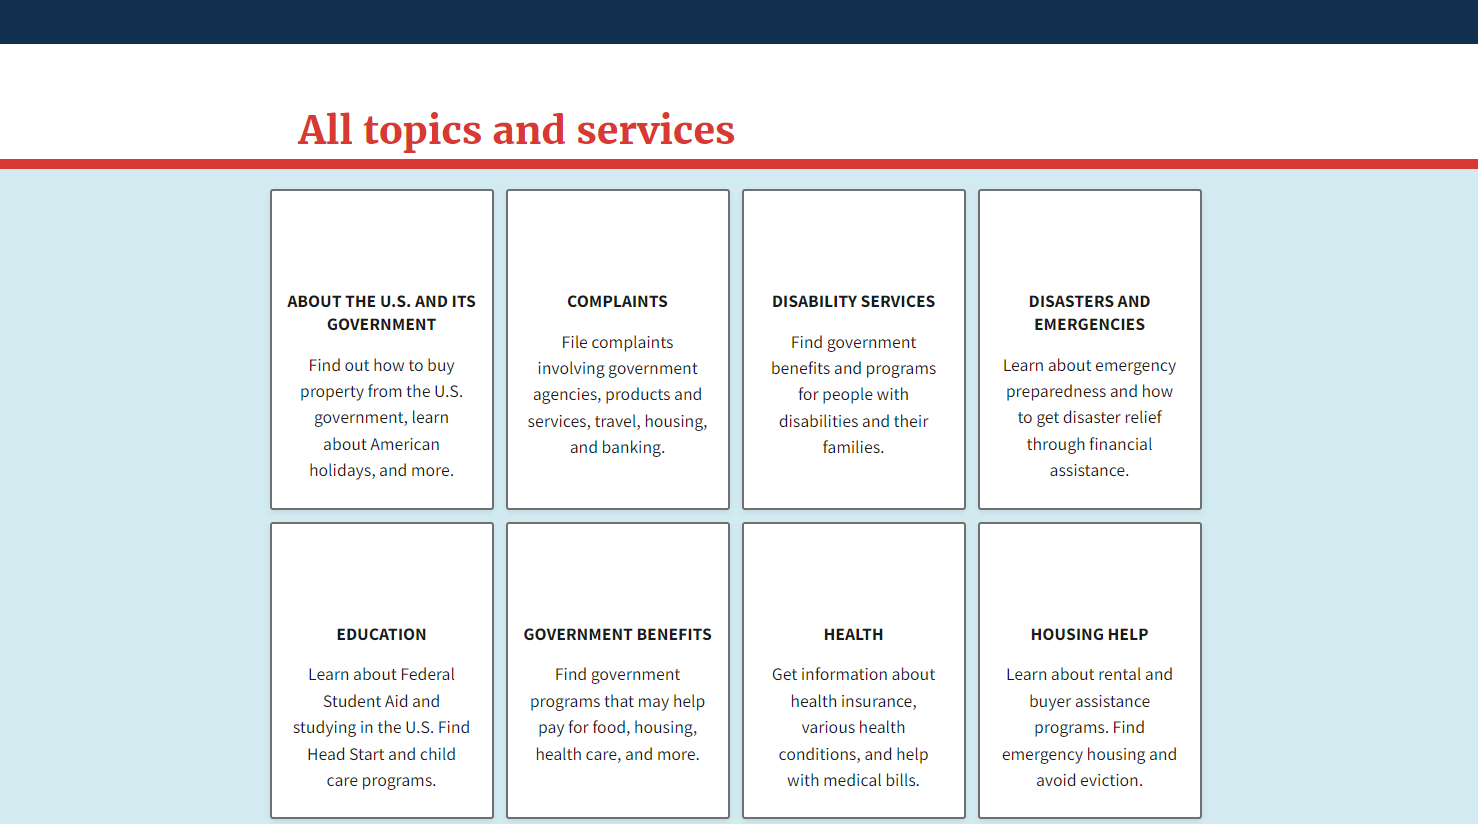 All topics and services
ABOUT THE U.S. AND ITS
GOVERNMENT
Find out how to buy
property from the U.S.
government, learn
about American
holidays, and more.
COMPLAINTS
File complaints
involving government
agencies, products and
services, travel, housing,
and banking.
DISABILITY SERVICES
Find government
benefits and programs
for people with
disabilities and their
families.
DISASTERS AND
EMERGENCIES
Learn about emergency
preparedness and how
to get disaster relief
through financial
assistance.
EDUCATION
Learn about Federal
Student Aid and
studying in the U.S. Find
Head Start and child
care programs.
GOVERNMENT BENEFITS
Find government
programs that may help
pay for food, housing,
health care, and more.
HEALTH
Get information about
health insurance,
various health
conditions, and help
with medical bills.
HOUSING HELP
Learn about rental and
buyer assistance
programs. Find
emergency housing and
avoid eviction.